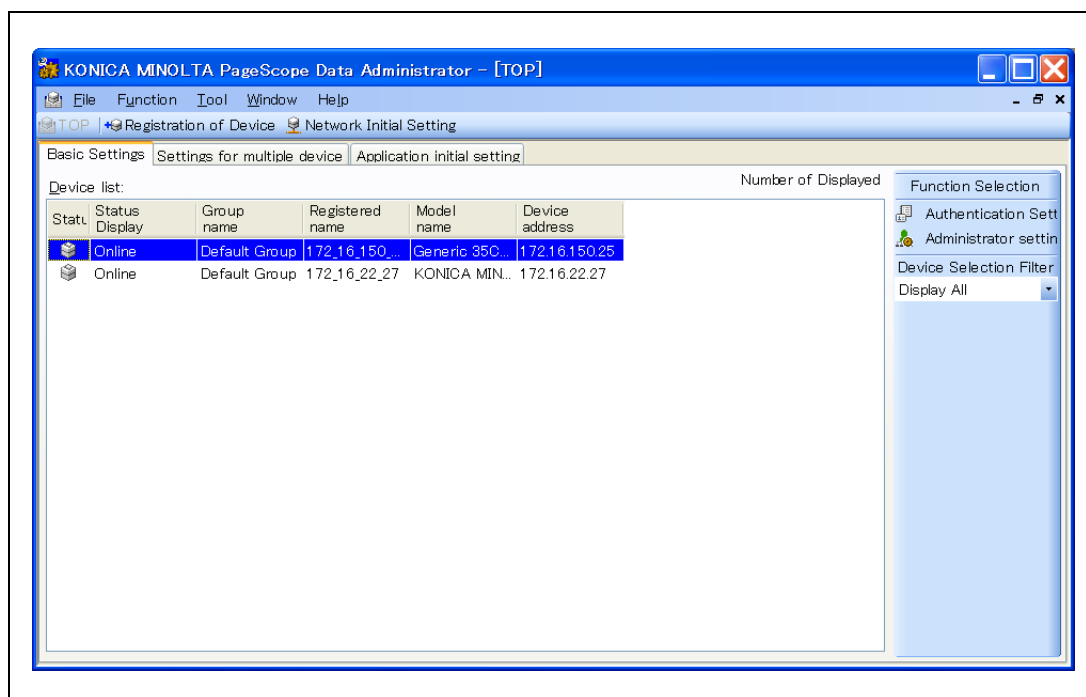 KONICA MINOLTA PageScope Data Administrator - [TOP]
File Function Tool Window Help
TOP Registration of Device Network Initial Setting
Basic Settings Settings for multiple device Application initial setting
Device list: Number of Displayed
Statu Status Display Group name Registered name Model name Device address
Online Default Group 172_16_150_... Generic 35C... 172.16.150.25
Online Default Group 172_16_22_27 KONICA MIN... 172.16.22.27
Function Selection
Authentication Sett
Administrator settin
Device Selection Filter
Display All